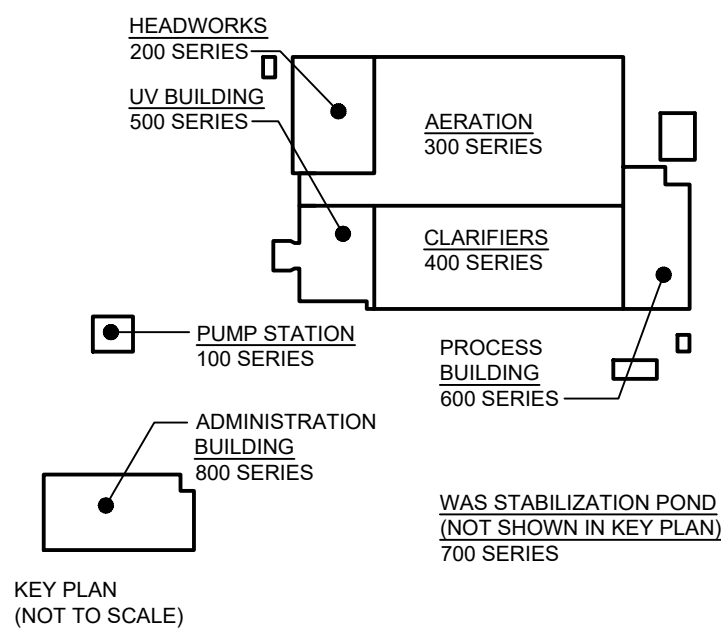 HEADWORKS
200 SERIES
UV BUILDING
500 SERIES
AERATION
300 SERIES
CLARIFIERS
400 SERIES
PUMP STATION
100 SERIES
PROCESS
BUILDING
600 SERIES
ADMINISTRATION
BUILDING
800 SERIES
WAS STABILIZATION POND
(NOT SHOWN IN KEY PLAN)
700 SERIES
KEY PLAN
(NOT TO SCALE)